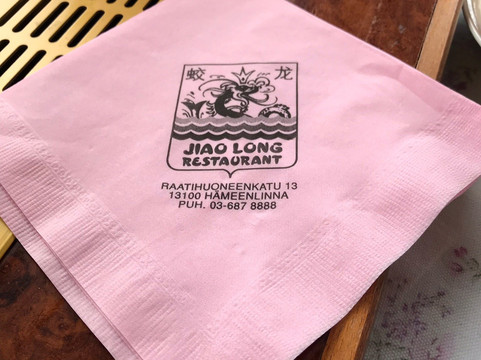 蛟龙
JIAO LONG
RESTAURANT
RAATIHUONEENKATU 13
13100 HÄMEENLINNA
PUH. 03-687 8888